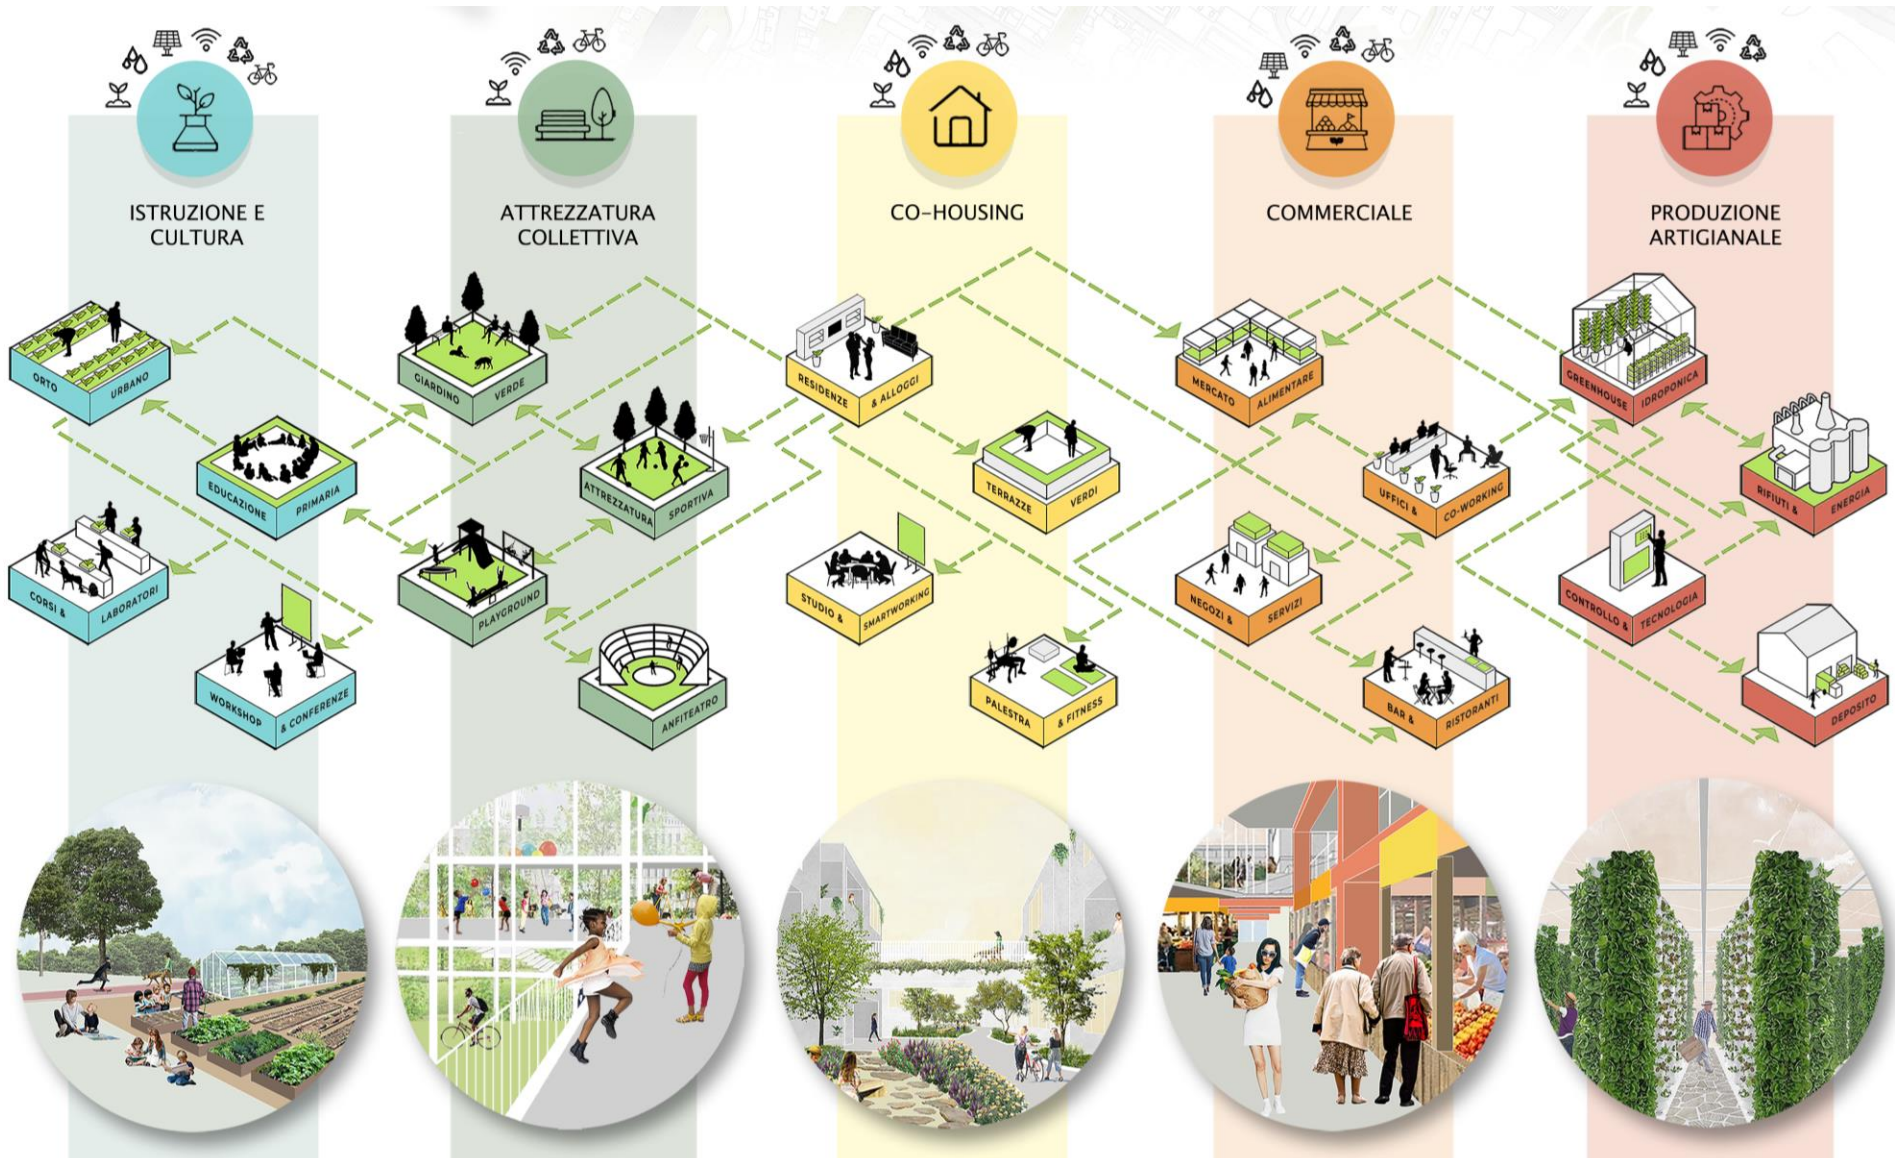 ISTRUZIONE E
CULTURA
ATTREZZATURA
COLLETTIVA
CO-HOUSING
COMMERCIALE
PRODUZIONE
ARTIGIANALE
ORTO URBANO
EDUCAZIONE PRIMARIA
CORSI & LABORATORI
WORKSHOP & CONFERENZE
GIARDINO VERDE
ATTREZZATURA SPORTIVA
PLAYGROUND
ANFITEATRO
RESIDENZE & ALLOGGI
TERRAZZE VERDI
STUDIO & SMARTWORKING
PALESTRA & FITNESS
MERCATO ALIMENTARE
UFFICI & CO-WORKING
NEGOZI & SERVIZI
BAR & RISTORANTI
GREENHOUSE IDROPONICA
RIFIUTI & ENERGIA
CONTROLLO & TECNOLOGIA
DEPOSITO